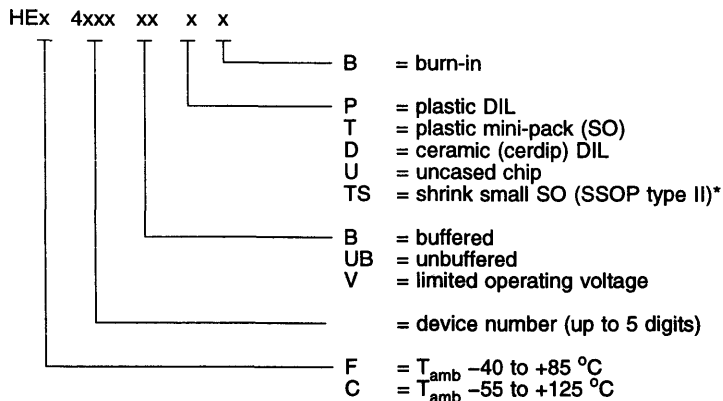 HEx 4xxx xx x x
B = burn-in
P = plastic DIL
T = plastic mini-pack (SO)
D = ceramic (cerdip) DIL
U = uncased chip
TS = shrink small SO (SSOP type II)*
B = buffered
UB = unbuffered
V = limited operating voltage
= device number (up to 5 digits)
F = Tamb –40 to +85 °C
C = Tamb –55 to +125 °C